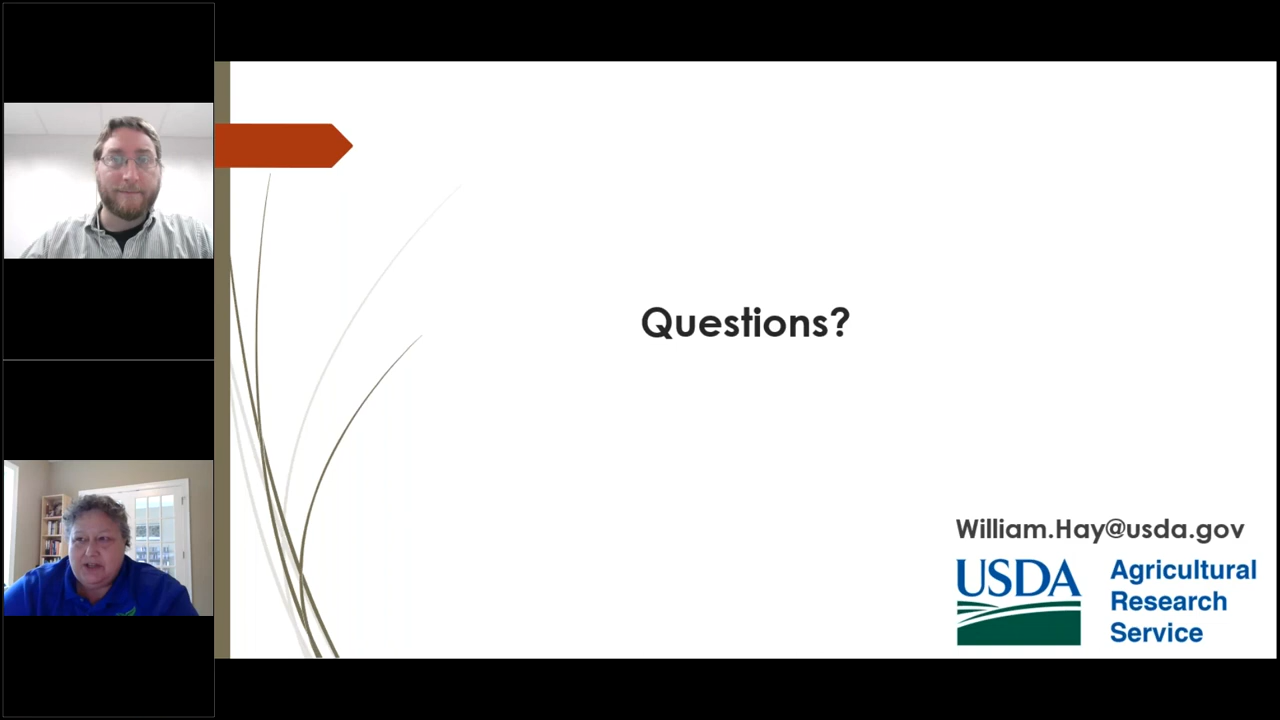 Questions?
William.Hay@usda.gov
USDA
Agricultural
Research
Service